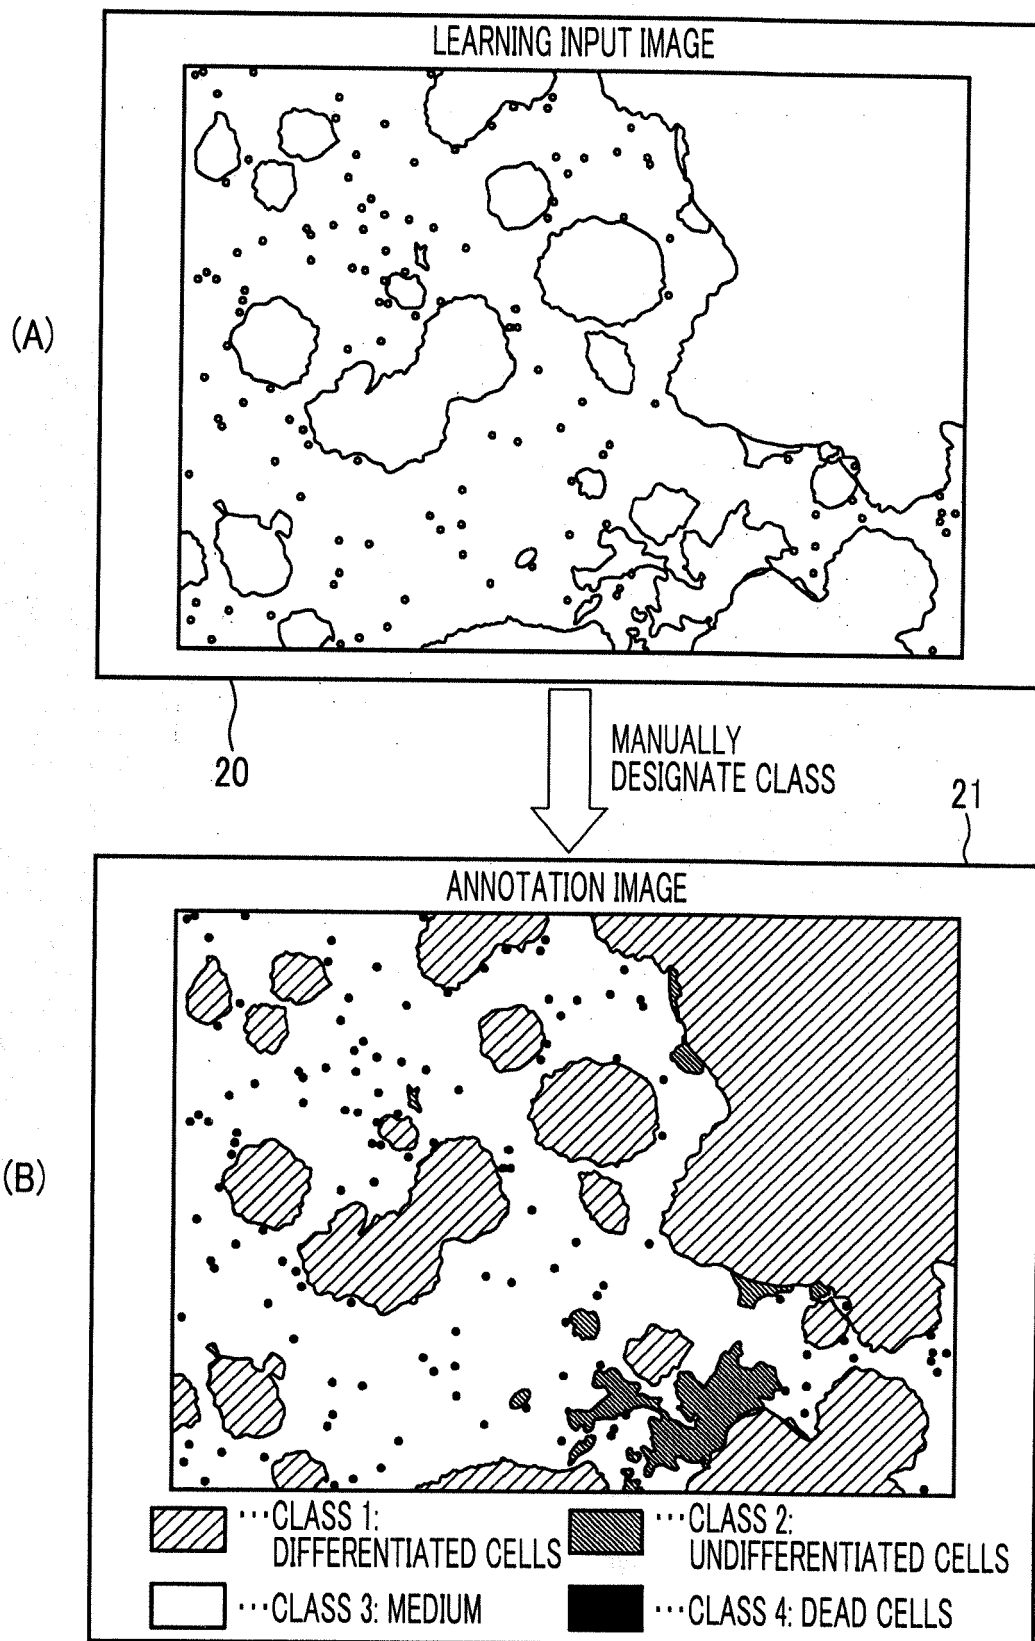 LEARNING INPUT IMAGE
(A)
20
MANUALLY
DESIGNATE CLASS
21
ANNOTATION IMAGE
(B)
···CLASS 1:
DIFFERENTIATED CELLS
···CLASS 2:
UNDIFFERENTIATED CELLS
···CLASS 3: MEDIUM
···CLASS 4: DEAD CELLS